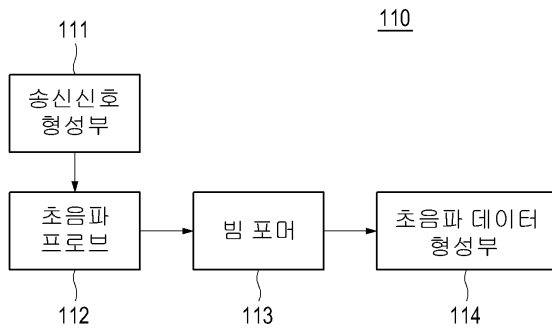 110
111
송신신호
형성부
초음파
프로브
빔 포머
초음파 데이터
형성부
112
113
114